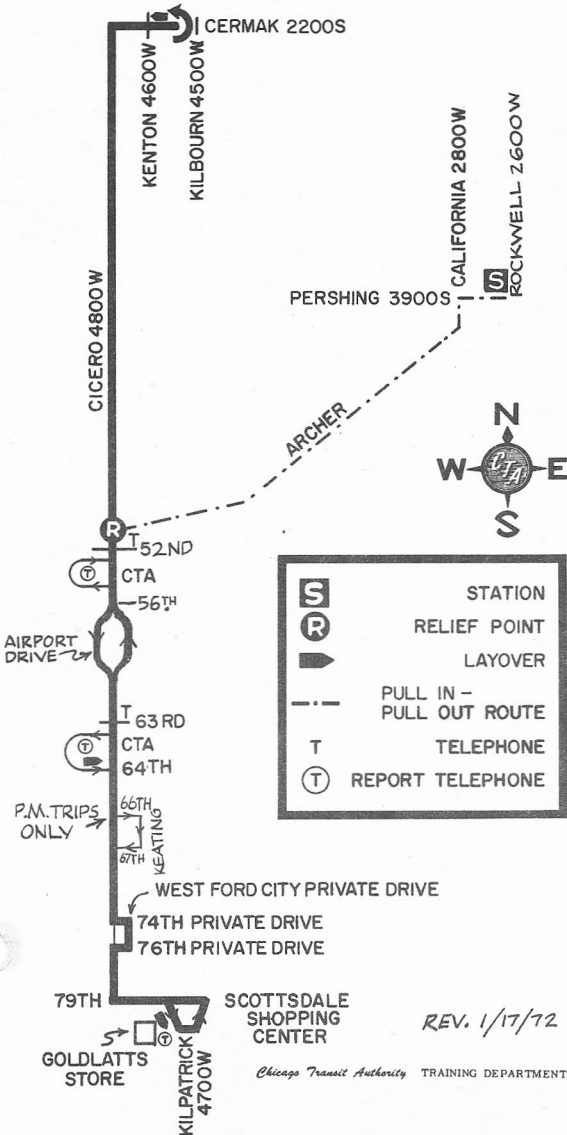 CERMAK 2200S
KENTON 4600W
KILBOURN 4500W
CALIFORNIA 2800W
ROCKWELL 2600W
S
PERSHING 3900S
CICERO 4800W
ARCHER
N
W CTA E
S
R
T
52ND
T
CTA
56TH
AIRPORT
DRIVE
T
63RD
T
CTA
64TH
P.M. TRIPS
ONLY
66TH
67TH
KEATING
WEST FORD CITY PRIVATE DRIVE
74TH PRIVATE DRIVE
76TH PRIVATE DRIVE
79TH
SCOTTSDALE
SHOPPING
CENTER
T
GOLDLATTS
STORE
KILPATRICK
4700W
S STATION
R RELIEF POINT
LAYOVER
PULL IN –
PULL OUT ROUTE
T TELEPHONE
T REPORT TELEPHONE
REV. 1/17/72
Chicago Transit Authority TRAINING DEPARTMENT